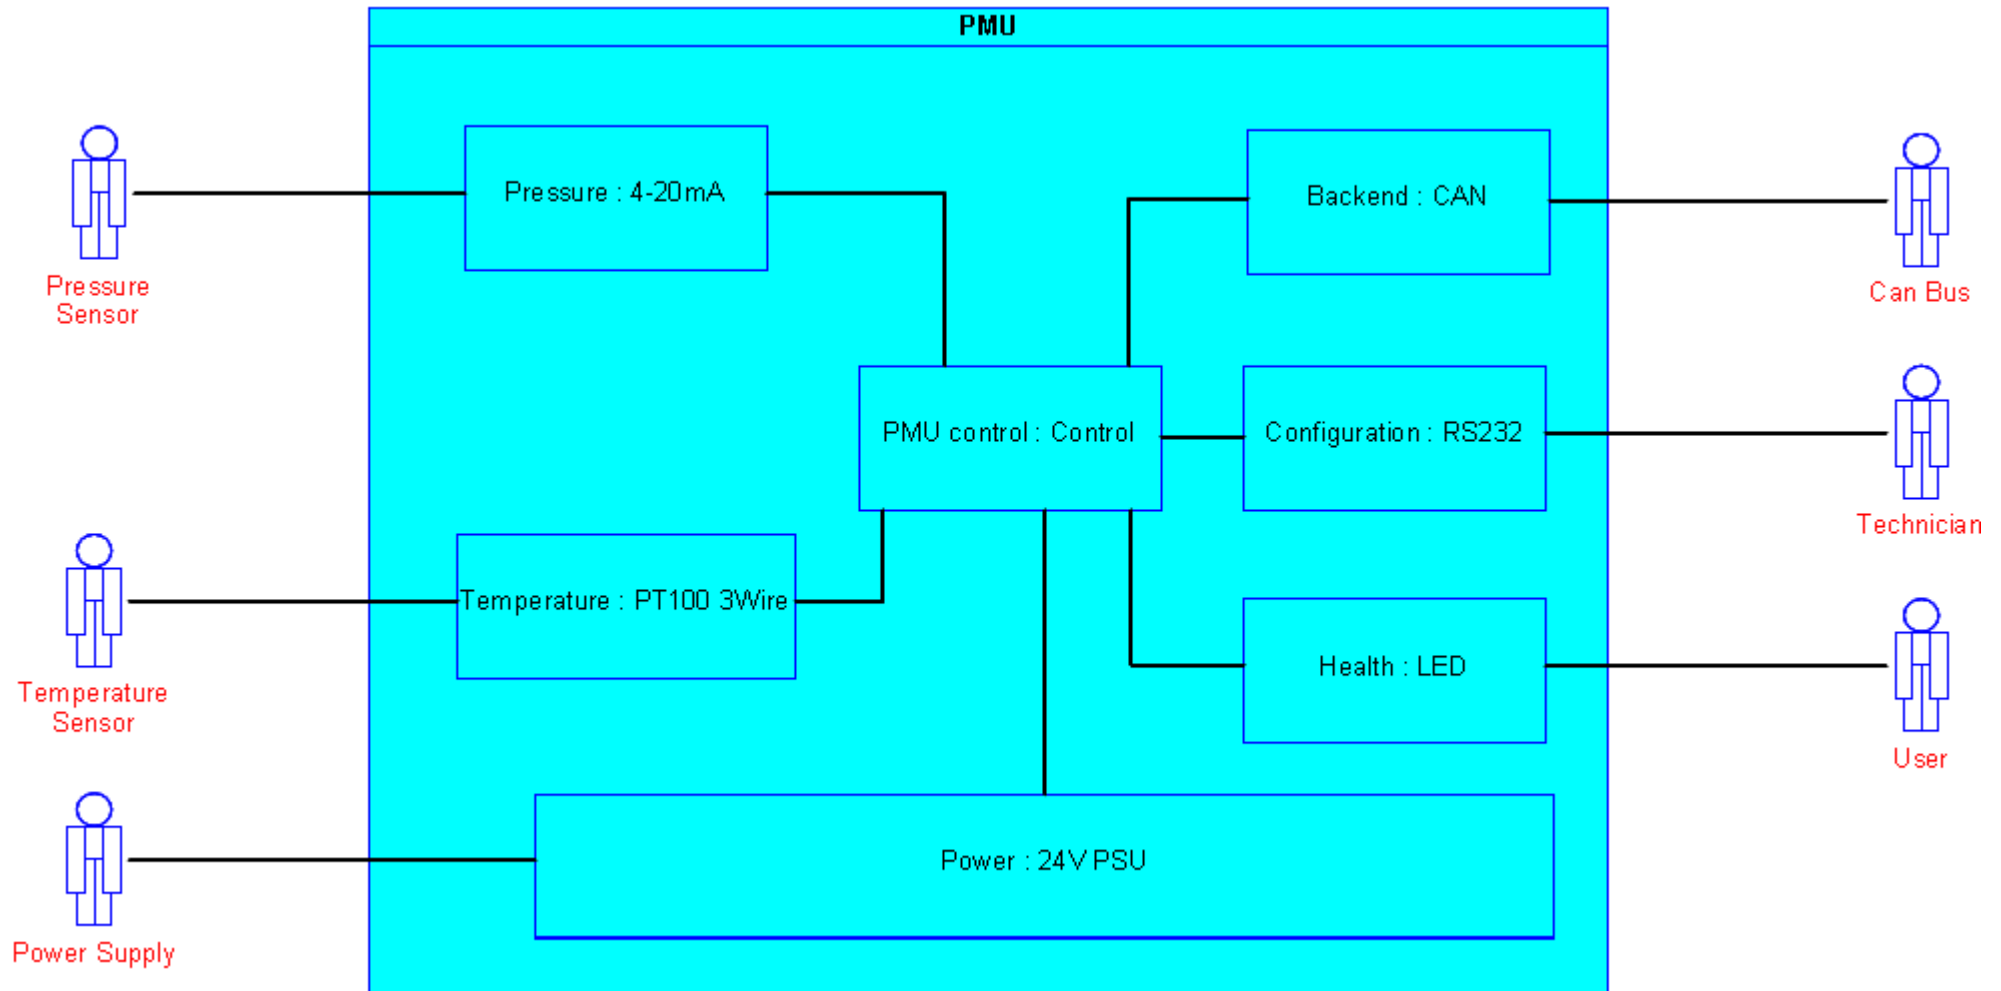 PMU
Pressure : 4-20mA
Backend : CAN
Pressure
Sensor
Can Bus
PMU control : Control
Configuration : RS232
Technician
Temperature : PT100 3Wire
Health : LED
Temperature
Sensor
User
Power : 24V PSU
Power Supply